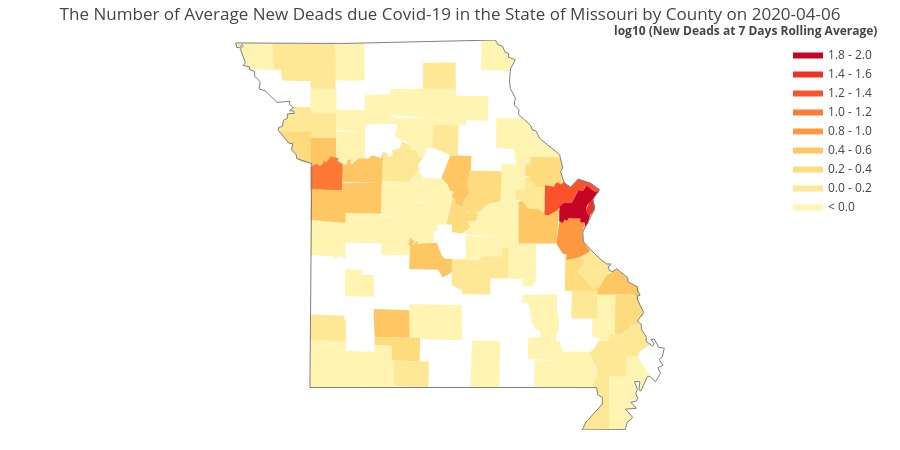 The Number of Average New Deads due Covid-19 in the State of Missouri by County on 2020-04-06
log10 (New Deads at 7 Days Rolling Average)
1.8 - 2.0
1.4 - 1.6
1.2 - 1.4
1.0 - 1.2
0.8 - 1.0
0.4 - 0.6
0.2 - 0.4
0.0 - 0.2
< 0.0